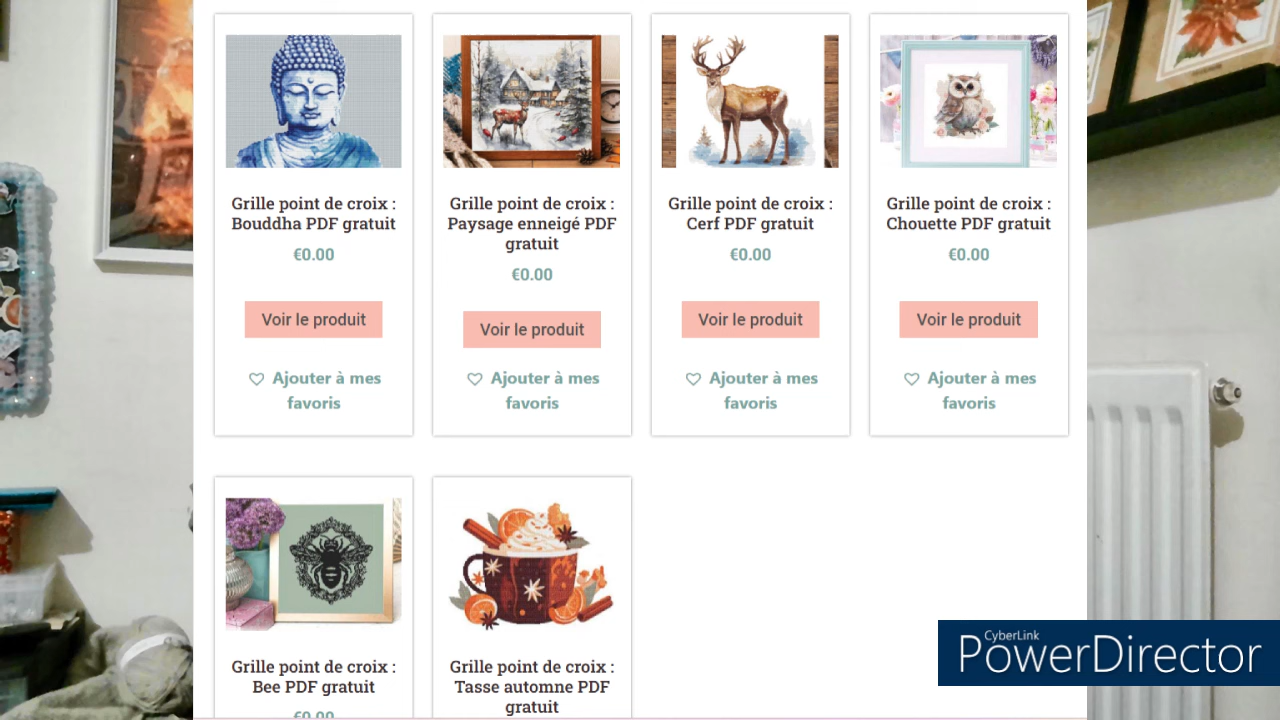 Grille point de croix :
Bouddha PDF gratuit
€0.00
Voir le produit
Ajouter à mes
favoris
Grille point de croix :
Paysage enneigé PDF
gratuit
€0.00
Voir le produit
Ajouter à mes
favoris
Grille point de croix :
Cerf PDF gratuit
€0.00
Voir le produit
Ajouter à mes
favoris
Grille point de croix :
Chouette PDF gratuit
€0.00
Voir le produit
Ajouter à mes
favoris
Grille point de croix :
Bee PDF gratuit
€0.00
Grille point de croix :
Tasse automne PDF
gratuit
CyberLink
PowerDirector